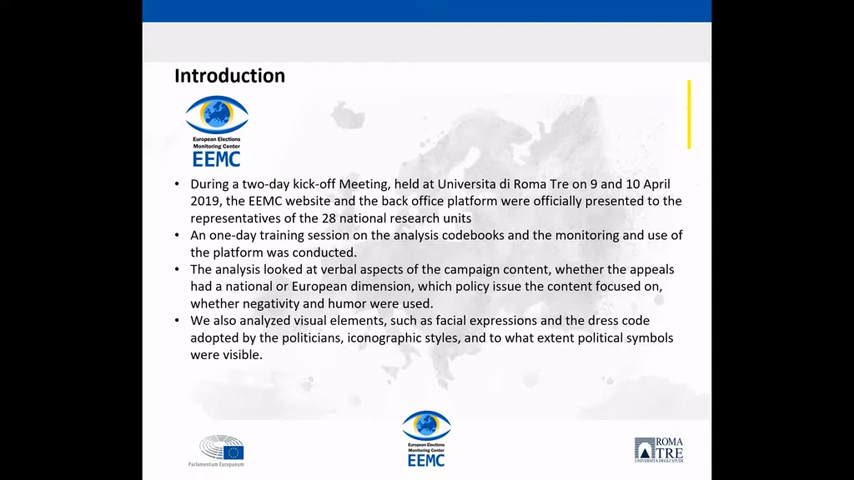 Introduction
European Elections
Monitoring Center
EEMC
• During a two-day kick-off Meeting, held at Universita di Roma Tre on 9 and 10 April
2019, the EEMC website and the back office platform were officially presented to the
representatives of the 28 national research units
• An one-day training session on the analysis codebooks and the monitoring and use of
the platform was conducted.
• The analysis looked at verbal aspects of the campaign content, whether the appeals
had a national or European dimension, which policy issue the content focused on,
whether negativity and humor were used.
• We also analyzed visual elements, such as facial expressions and the dress code
adopted by the politicians, iconographic styles, and to what extent political symbols
were visible.
Parlamentum Europaeum
European Elections
Monitoring Center
EEMC
ROMA
TRE
UNIVERSITÀ DEGLI STUDI